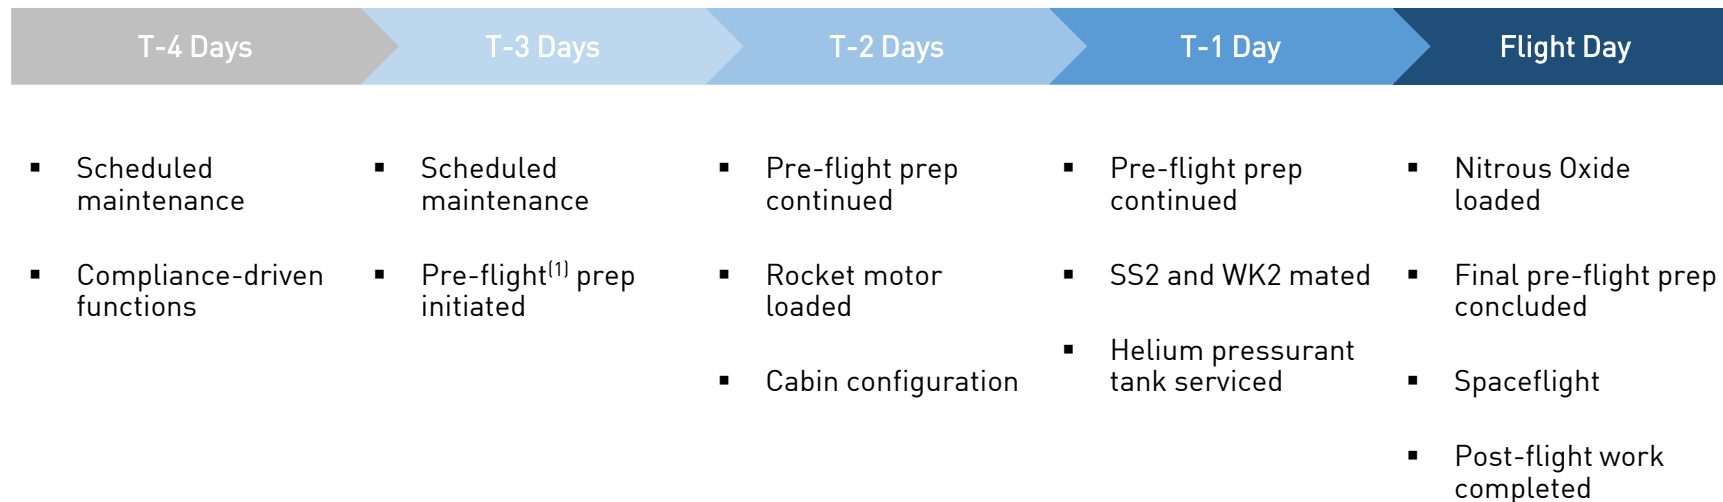 T-4 Days
T-3 Days
T-2 Days
T-1 Day
Flight Day
▪ Scheduled
maintenance
▪ Compliance-driven
functions
▪ Scheduled
maintenance
▪ Pre-flight(1) prep
initiated
▪ Pre-flight prep
continued
▪ Rocket motor
loaded
▪ Cabin configuration
▪ Pre-flight prep
continued
▪ SS2 and WK2 mated
▪ Helium pressurant
tank serviced
▪ Nitrous Oxide
loaded
▪ Final pre-flight prep
concluded
▪ Spaceflight
▪ Post-flight work
completed